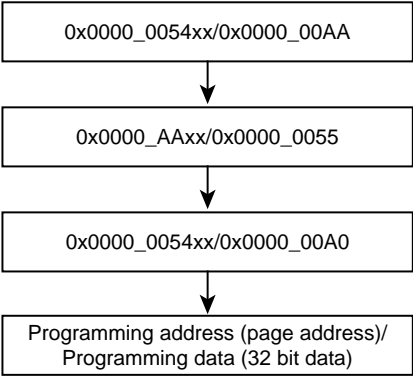 0x0000_0054xx/0x0000_00AA
0x0000_AAxx/0x0000_0055
0x0000_0054xx/0x0000_00A0
Programming address (page address)/
Programming data (32 bit data)